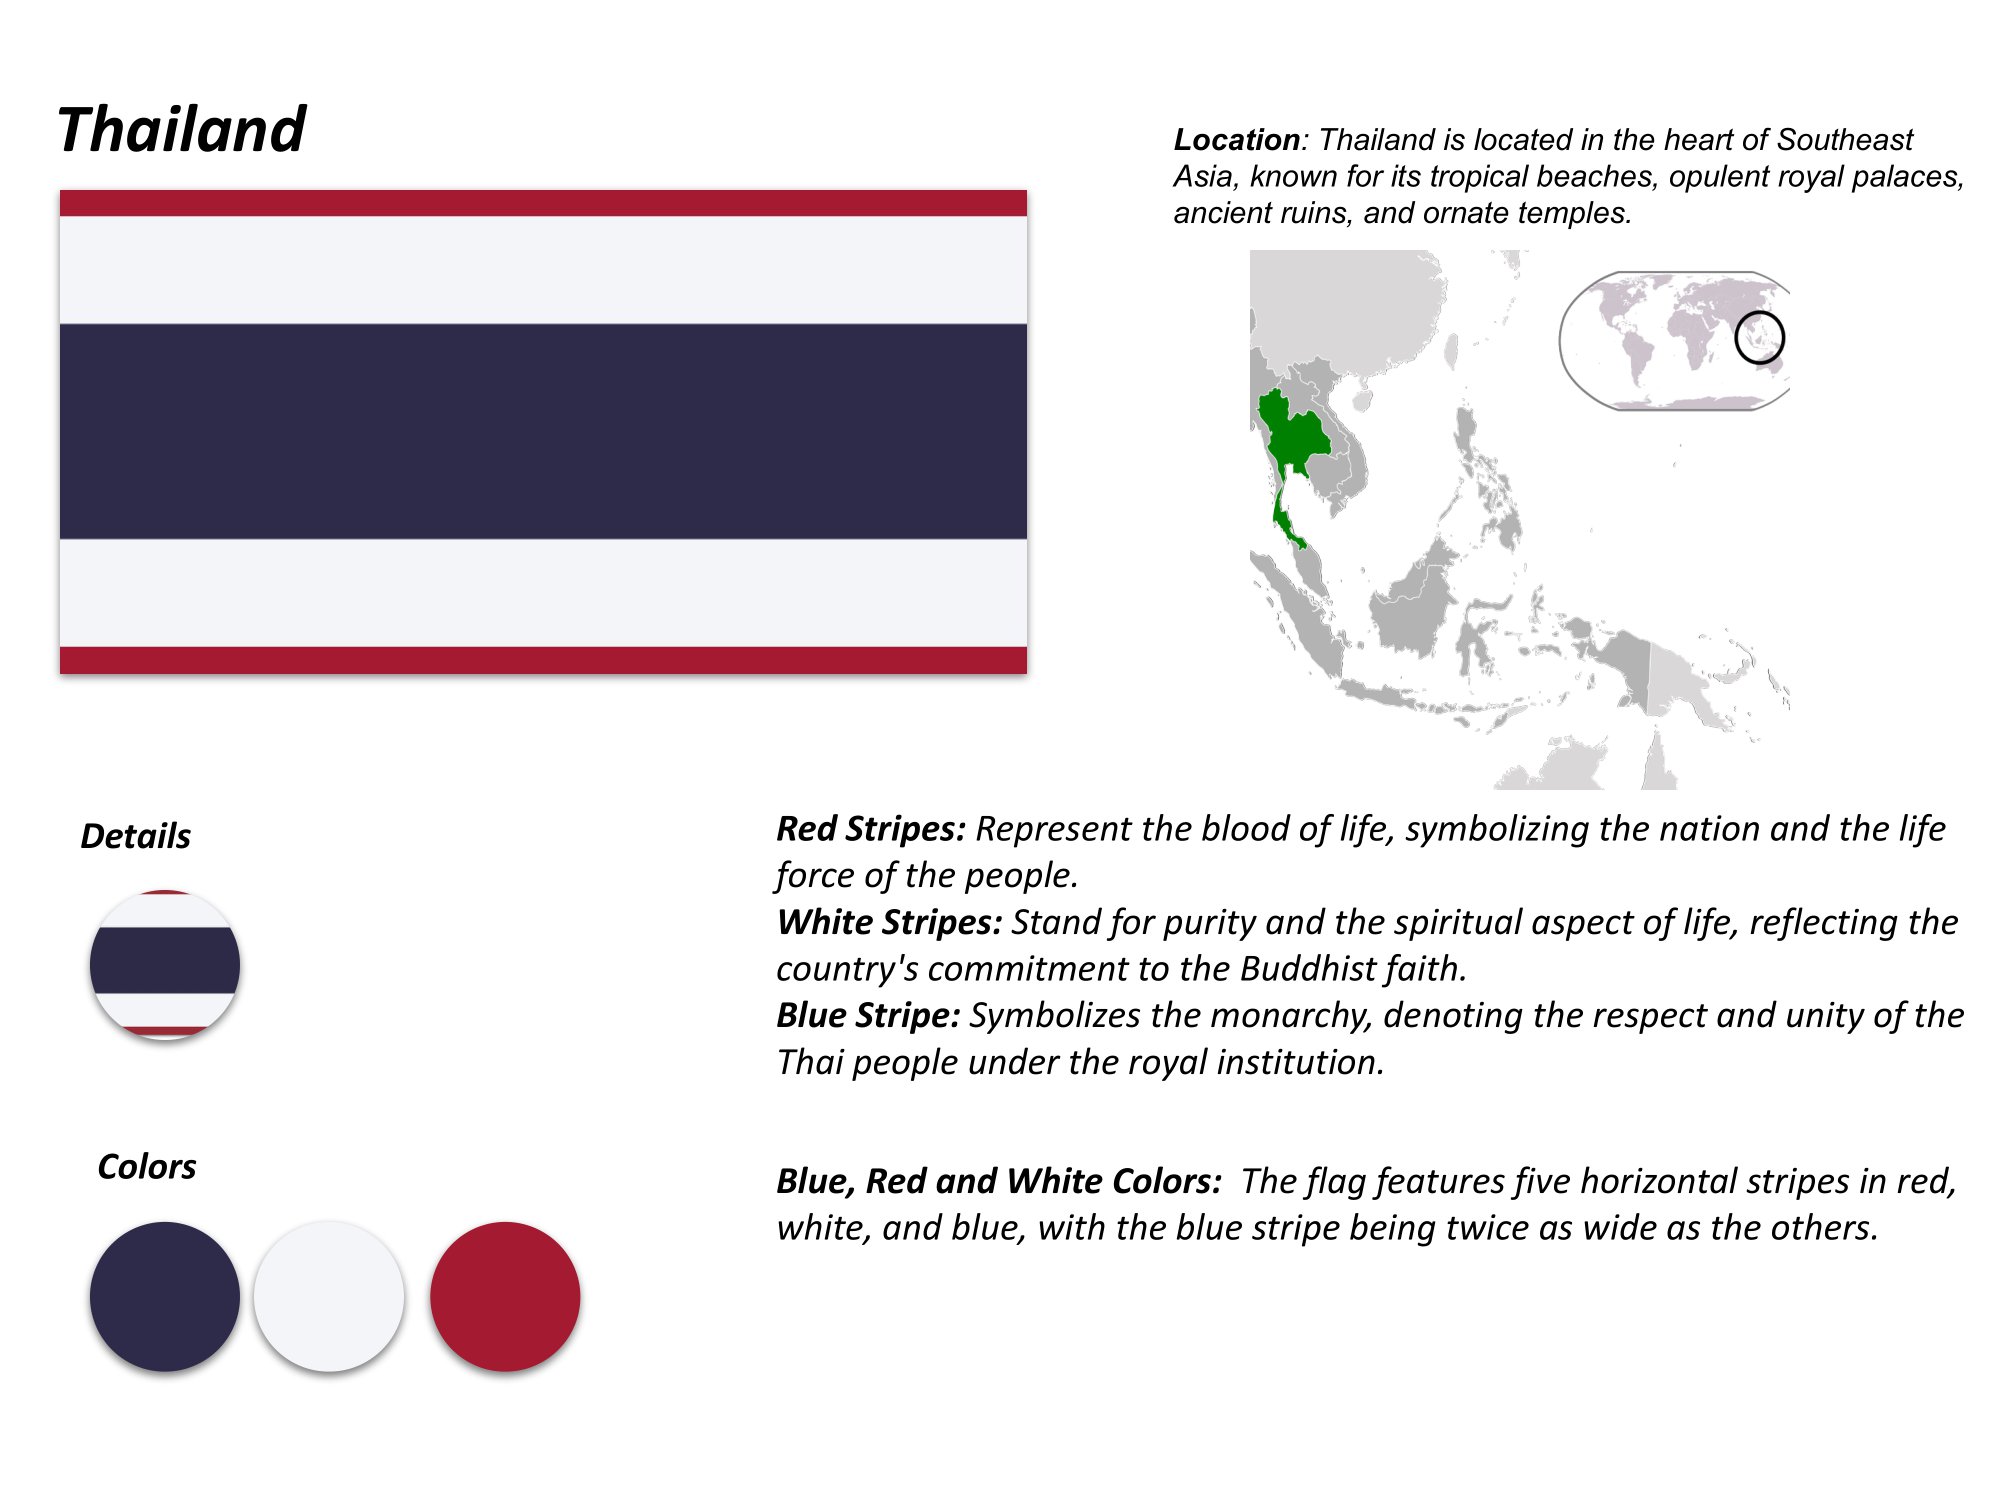 Thailand
Location: Thailand is located in the heart of Southeast
Asia, known for its tropical beaches, opulent royal palaces,
ancient ruins, and ornate temples.
Details
Red Stripes: Represent the blood of life, symbolizing the nation and the life
force of the people.
White Stripes: Stand for purity and the spiritual aspect of life, reflecting the
country's commitment to the Buddhist faith.
Blue Stripe: Symbolizes the monarchy, denoting the respect and unity of the
Thai people under the royal institution.
Colors
Blue, Red and White Colors:  The flag features five horizontal stripes in red,
white, and blue, with the blue stripe being twice as wide as the others.